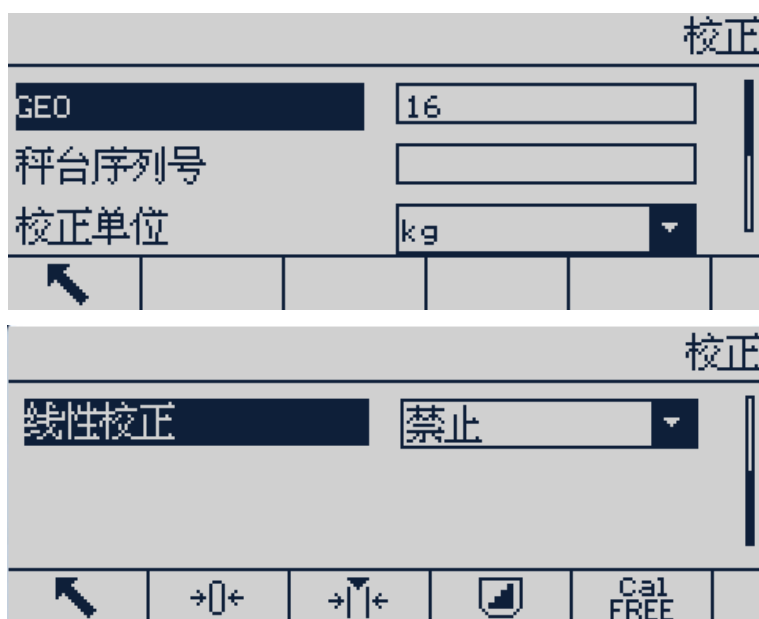 校正
GEO 16
秤台序列号
校正单位 kg
校正
线性校正 禁止
→0← →|▼|← Cal FREE